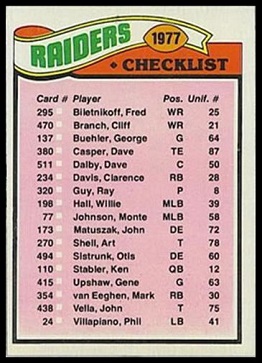 RAIDERS
1977
CHECKLIST
Card # Player Pos. Unif. #
295 Biletnikoff, Fred WR 25
470 Branch, Cliff WR 21
137 Buehler, George G 64
380 Casper, Dave TE 87
511 Dalby, Dave C 50
234 Davis, Clarence RB 28
320 Guy, Ray P 8
198 Hall, Willie MLB 39
77 Johnson, Monte MLB 58
173 Matuszak, John DE 72
270 Shell, Art T 78
494 Sistrunk, Otis DE 60
110 Stabler, Ken QB 12
415 Upshaw, Gene G 63
354 van Eeghen, Mark RB 30
438 Vella, John T 75
24 Villapiano, Phil LB 41